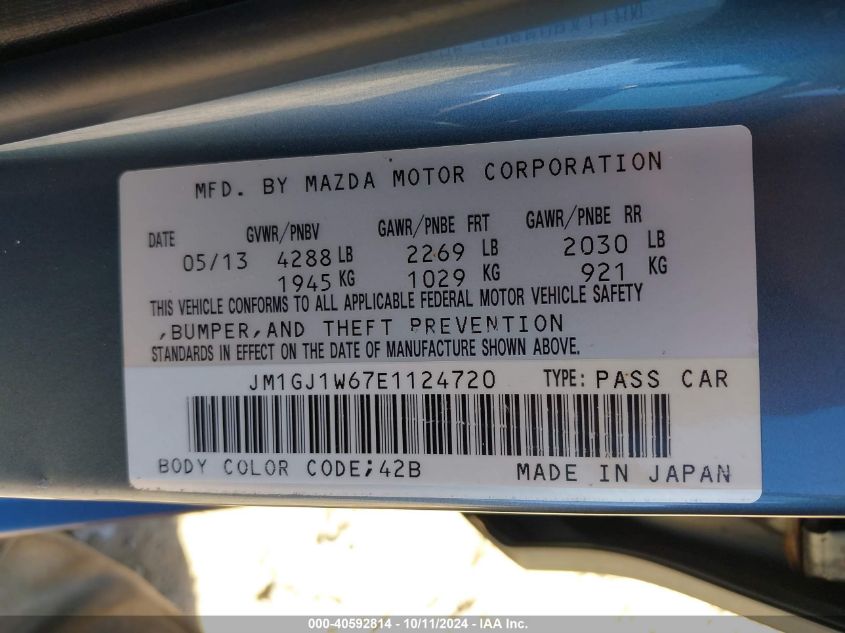 MFD. BY MAZDA MOTOR CORPORATION
DATE GVWR/PNBV GAWR/PNBE FRT GAWR/PNBE RR
05/13 4288 LB 2269 LB 2030 LB
1945 KG 1029 KG 921 KG
THIS VEHICLE CONFORMS TO ALL APPLICABLE FEDERAL MOTOR VEHICLE SAFETY
,BUMPER,AND THEFT PREVENTION
STANDARDS IN EFFECT ON THE DATE OF MANUFACTURE SHOWN ABOVE.
JM1GJ1W67E1124720 TYPE: PASS CAR
BODY COLOR CODE;42B MADE IN JAPAN
000-40592814 - 10/11/2024 - IAA Inc.